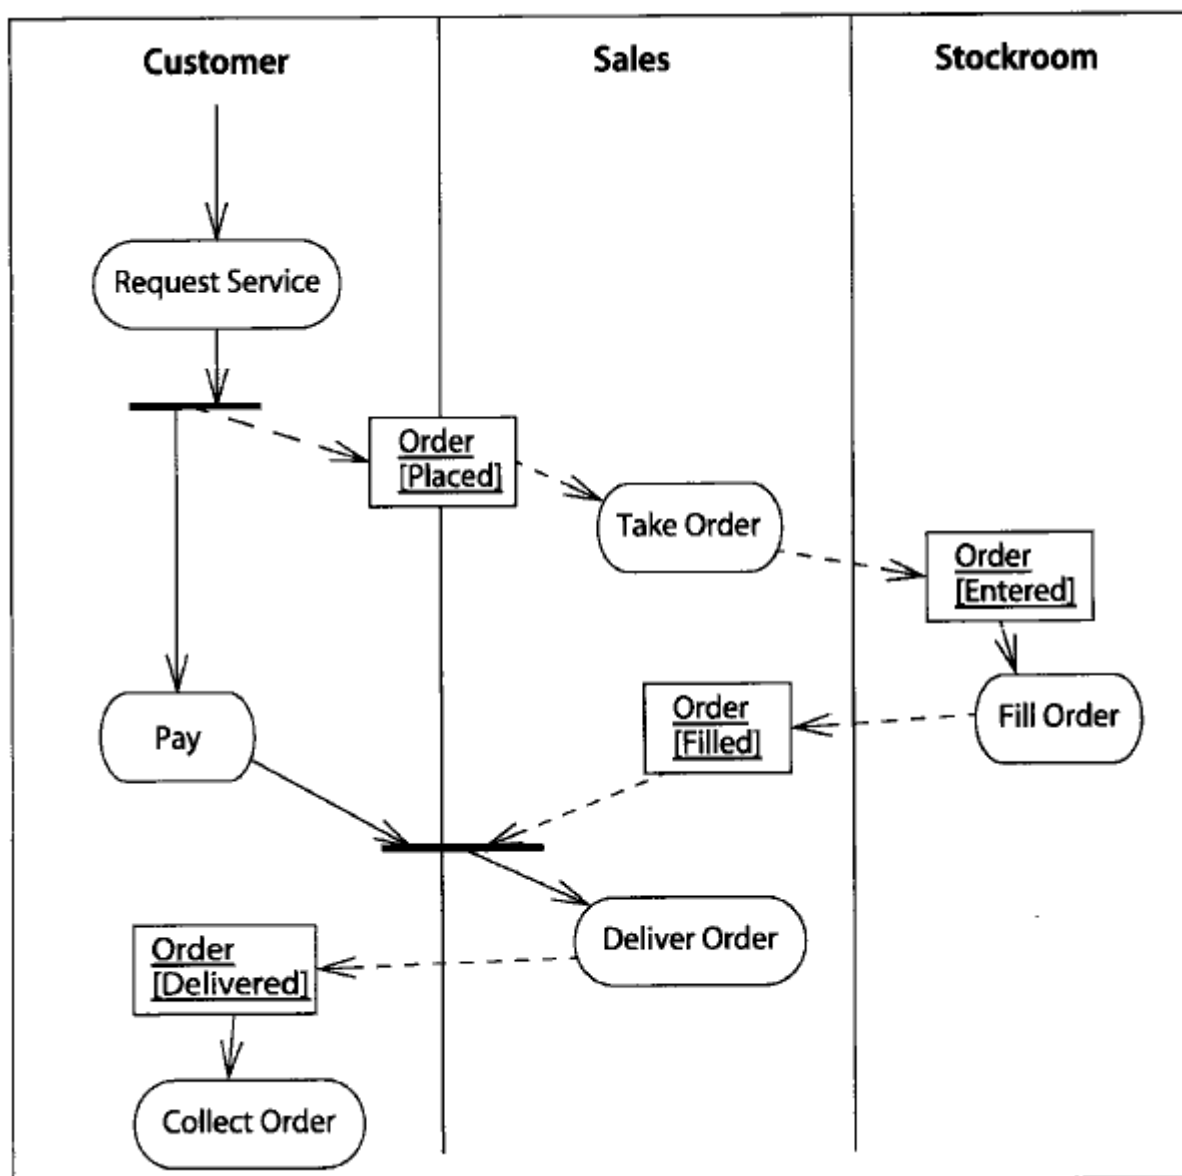 Customer
Sales
Stockroom
Request Service
Order
[Placed]
Take Order
Order
[Entered]
Pay
Order
[Filled]
Fill Order
Deliver Order
Order
[Delivered]
Collect Order